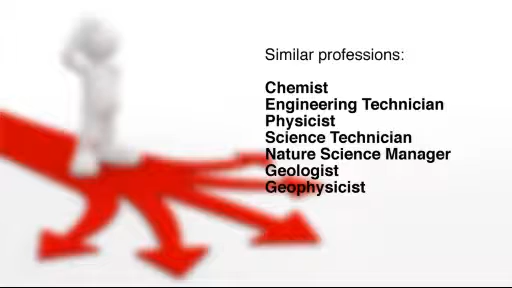 Similar professions:
Chemist
Engineering Technician
Physicist
Science Technician
Nature Science Manager
Geologist
Geophysicist